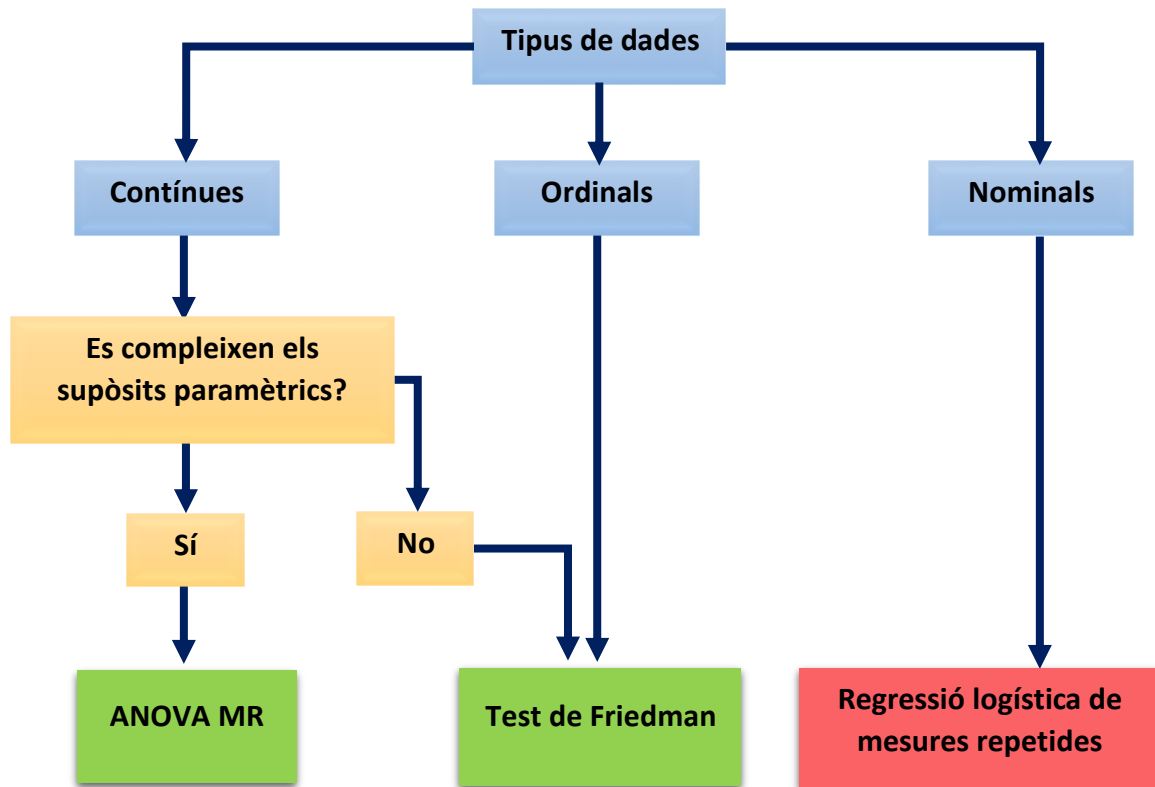 Tipus de dades
Contínues
Ordinals
Nominals
Es compleixen els
supòsits paramètrics?
Sí
No
ANOVA MR
Test de Friedman
Regressió logística de
mesures repetides